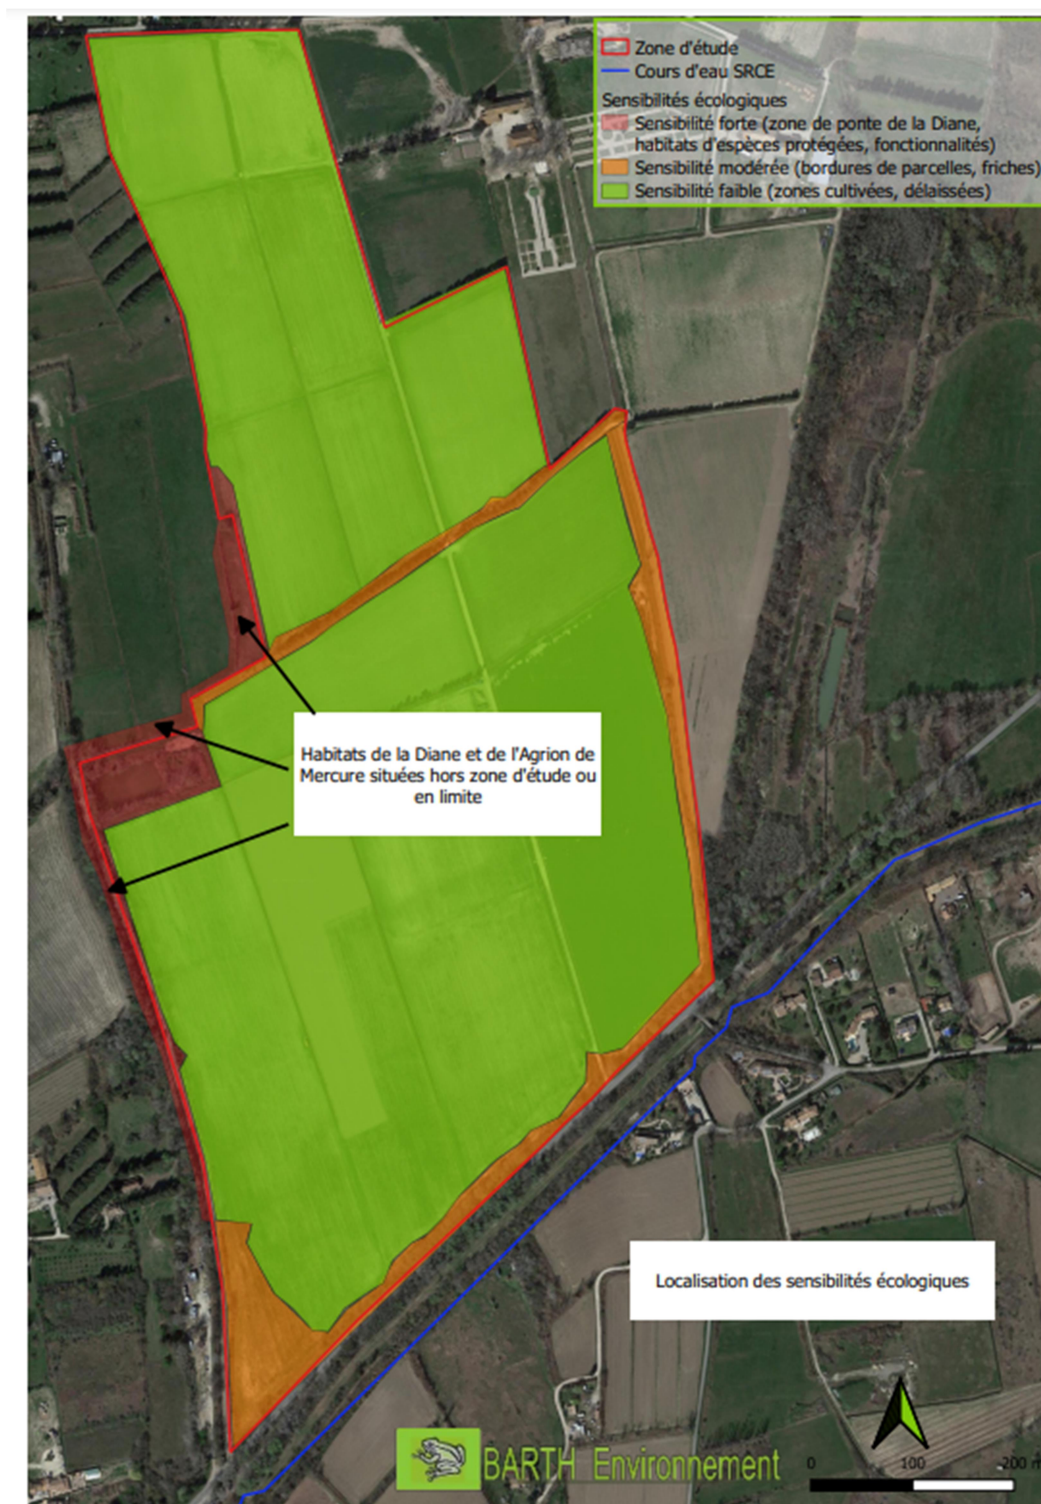 Zone d'étude
Cours d'eau SRCE
Sensibilités écologiques
Sensibilité forte (zone de ponte de la Diane,
habitats d'espèces protégées, fonctionnalités)
Sensibilité modérée (bordures de parcelles, friches)
Sensibilité faible (zones cultivées, délaissées)
Habitats de la Diane et de l'Agrion de
Mercure situées hors zone d'étude ou
en limite
Localisation des sensibilités écologiques
BARTH Environnement
0 100 200 m